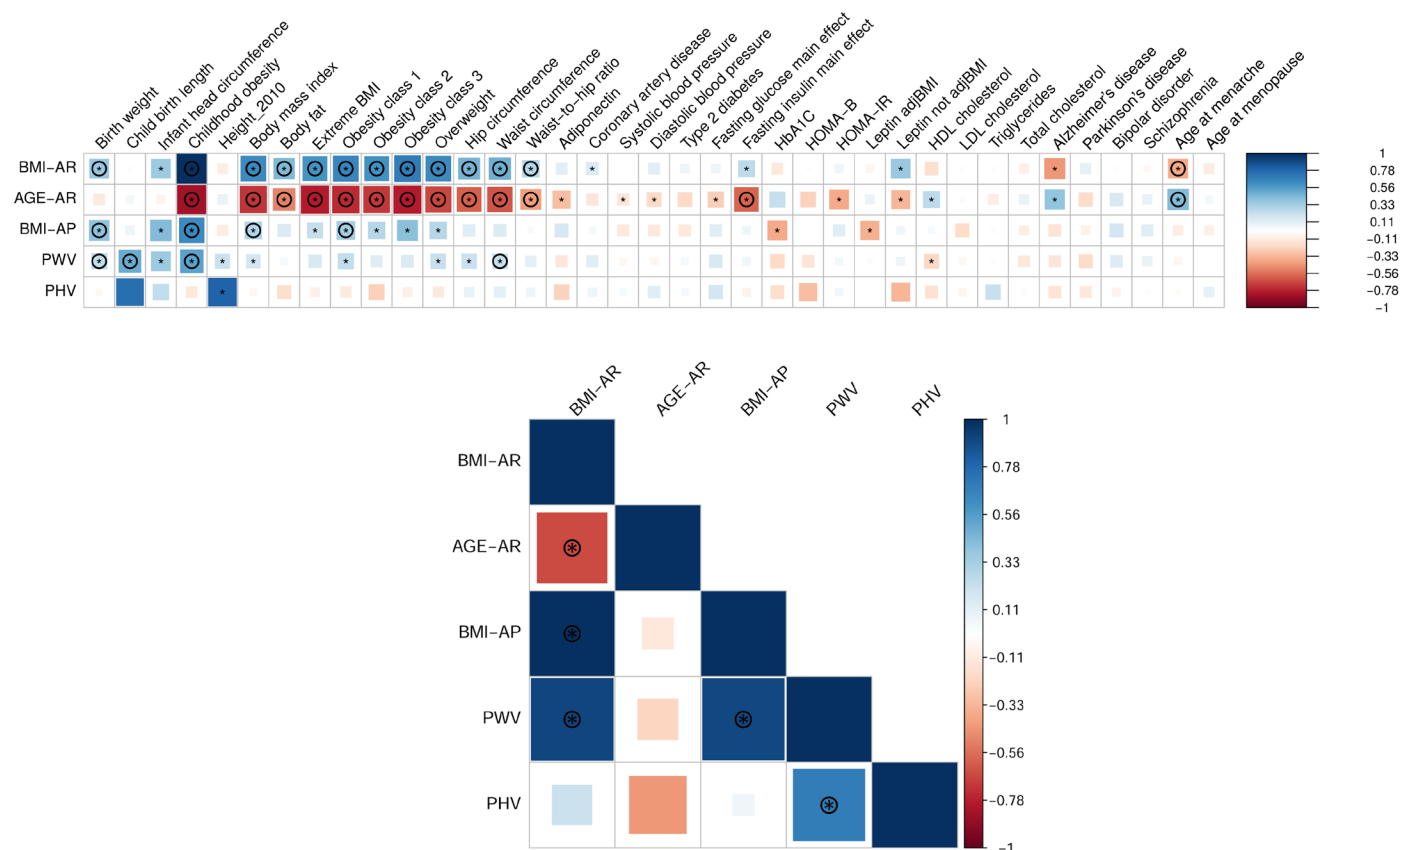 Birth weight
Child birth length
Infant head circumference
Childhood obesity
Height_2010
Body mass index
Body fat
Extreme BMI
Obesity class 1
Obesity class 2
Obesity class 3
Overweight
Hip circumference
Waist circumference
Waist-to-hip ratio
Adiponectin
Coronary artery disease
Systolic blood pressure
Diastolic blood pressure
Type 2 diabetes
Fasting glucose main effect
Fasting insulin main effect
HbA1C
HOMA-B
HOMA-IR
Leptin adjBMI
Leptin not adjBMI
HDL cholesterol
LDL cholesterol
Triglycerides
Total cholesterol
Alzheimer's disease
Parkinson's disease
Bipolar disorder
Schizophrenia
Age at menarche
Age at menopause
BMI-AR
AGE-AR
BMI-AP
PWV
PHV
1
0.78
0.56
0.33
0.11
-0.11
-0.33
-0.56
-0.78
-1
BMI-AR
AGE-AR
BMI-AP
PWV
PHV
BMI-AR
AGE-AR
BMI-AP
PWV
PHV
1
0.78
0.56
0.33
0.11
-0.11
-0.33
-0.56
-0.78
-1